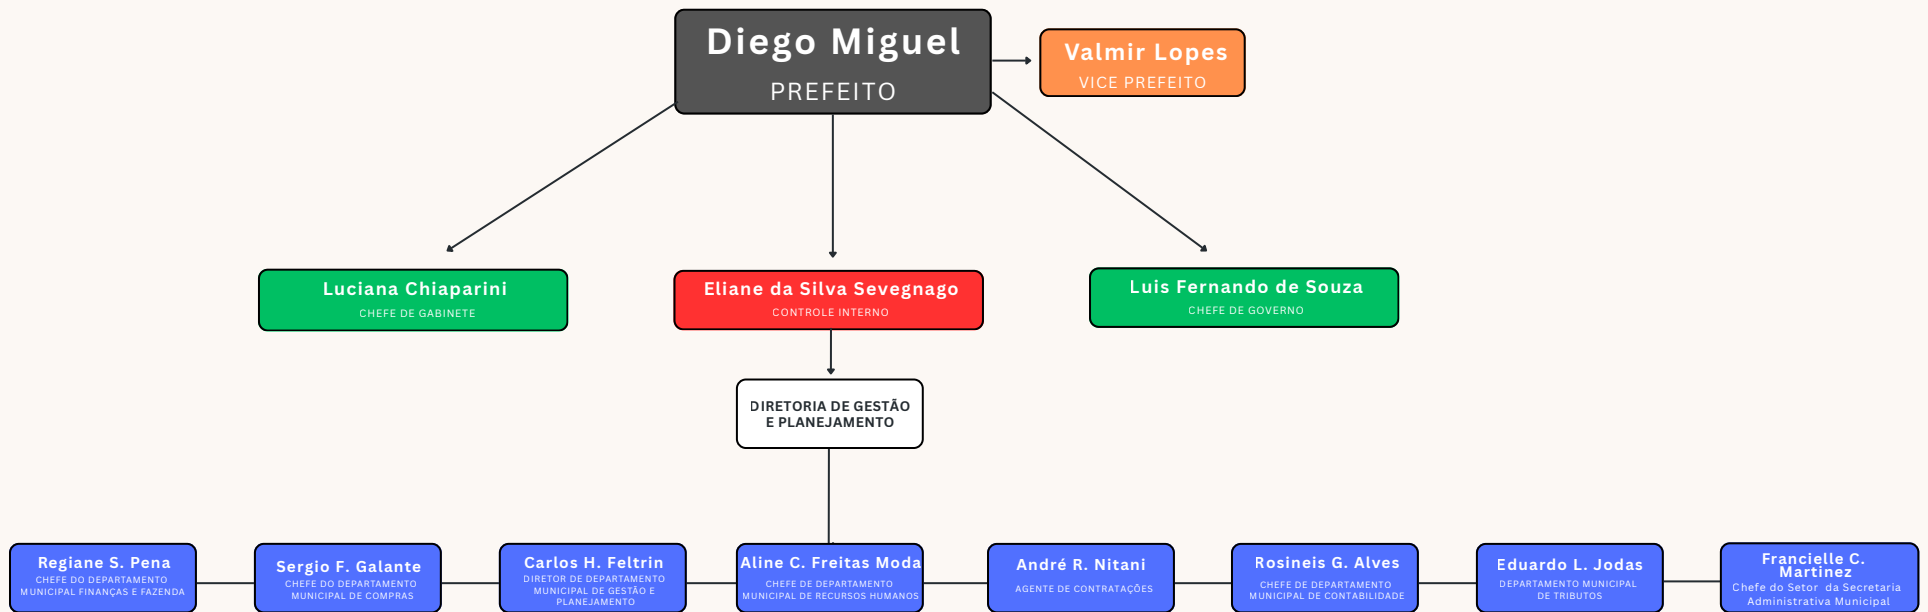 Diego Miguel
PREFEITO
Valmir Lopes
VICE PREFEITO
Luciana Chiaparini
CHEFE DE GABINETE
Eliane da Silva Sevegnago
CONTROLE INTERNO
Luis Fernando de Souza
CHEFE DE GOVERNO
DIRETORIA DE GESTÃO
E PLANEJAMENTO
Regiane S. Pena
CHEFE DO DEPARTAMENTO
MUNICIPAL FINANÇAS E FAZENDA
Sergio F. Galante
CHEFE DO DEPARTAMENTO
MUNICIPAL DE COMPRAS
Carlos H. Feltrin
DIRETOR DE DEPARTAMENTO
MUNICIPAL DE GESTÃO E
PLANEJAMENTO
Aline C. Freitas Moda
CHEFE DE DEPARTAMENTO
MUNICIPAL DE RECURSOS HUMANOS
André R. Nitani
AGENTE DE CONTRATAÇÕES
Rosineis G. Alves
CHEFE DE DEPARTAMENTO
MUNICIPAL DE CONTABILIDADE
Eduardo L. Jodas
DEPARTAMENTO MUNICIPAL
DE TRIBUTOS
Francielle C.
Martinez
Chefe do Setor da Secretaria
Administrativa Municipal